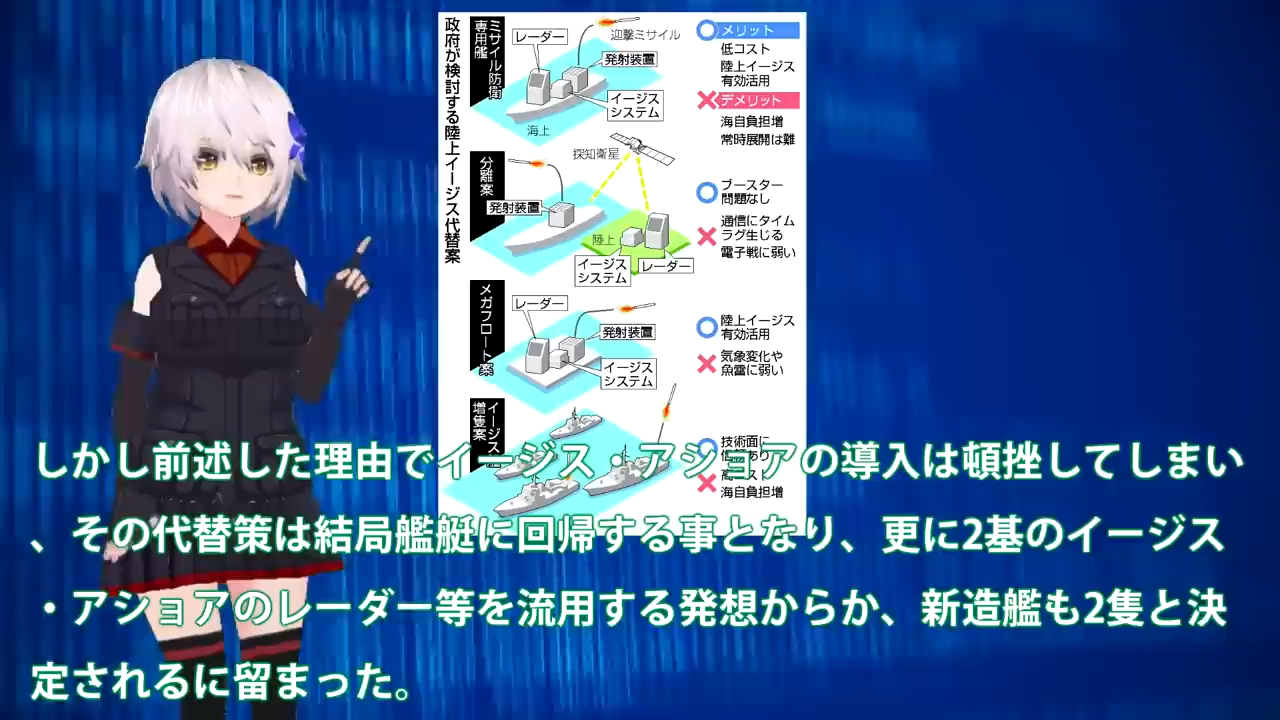 政府が検討する陸上イージス代替案
ミサイル防衛
専用艦
レーダー
迎撃ミサイル
発射装置
イージス
システム
海上
メリット
低コスト
陸上イージス
有効活用
デメリット
海自負担増
常時展開は難
分離案
探知衛星
発射装置
陸上
イージス
システム
レーダー
ブースター
問題なし
通信にタイム
ラグ生じる
電子戦に弱い
メガフロート案
レーダー
発射装置
イージス
システム
陸上イージス
有効活用
気象変化や
魚雷に弱い
イージス
増隻案
技術面に
海自負担増
しかし前述した理由でイージス・アショアの導入は頓挫してしまい
、その代替策は結局艦艇に回帰する事となり、更に2基のイージス
・アショアのレーダー等を流用する発想からか、新造艦も2隻と決
定されるに留まった。